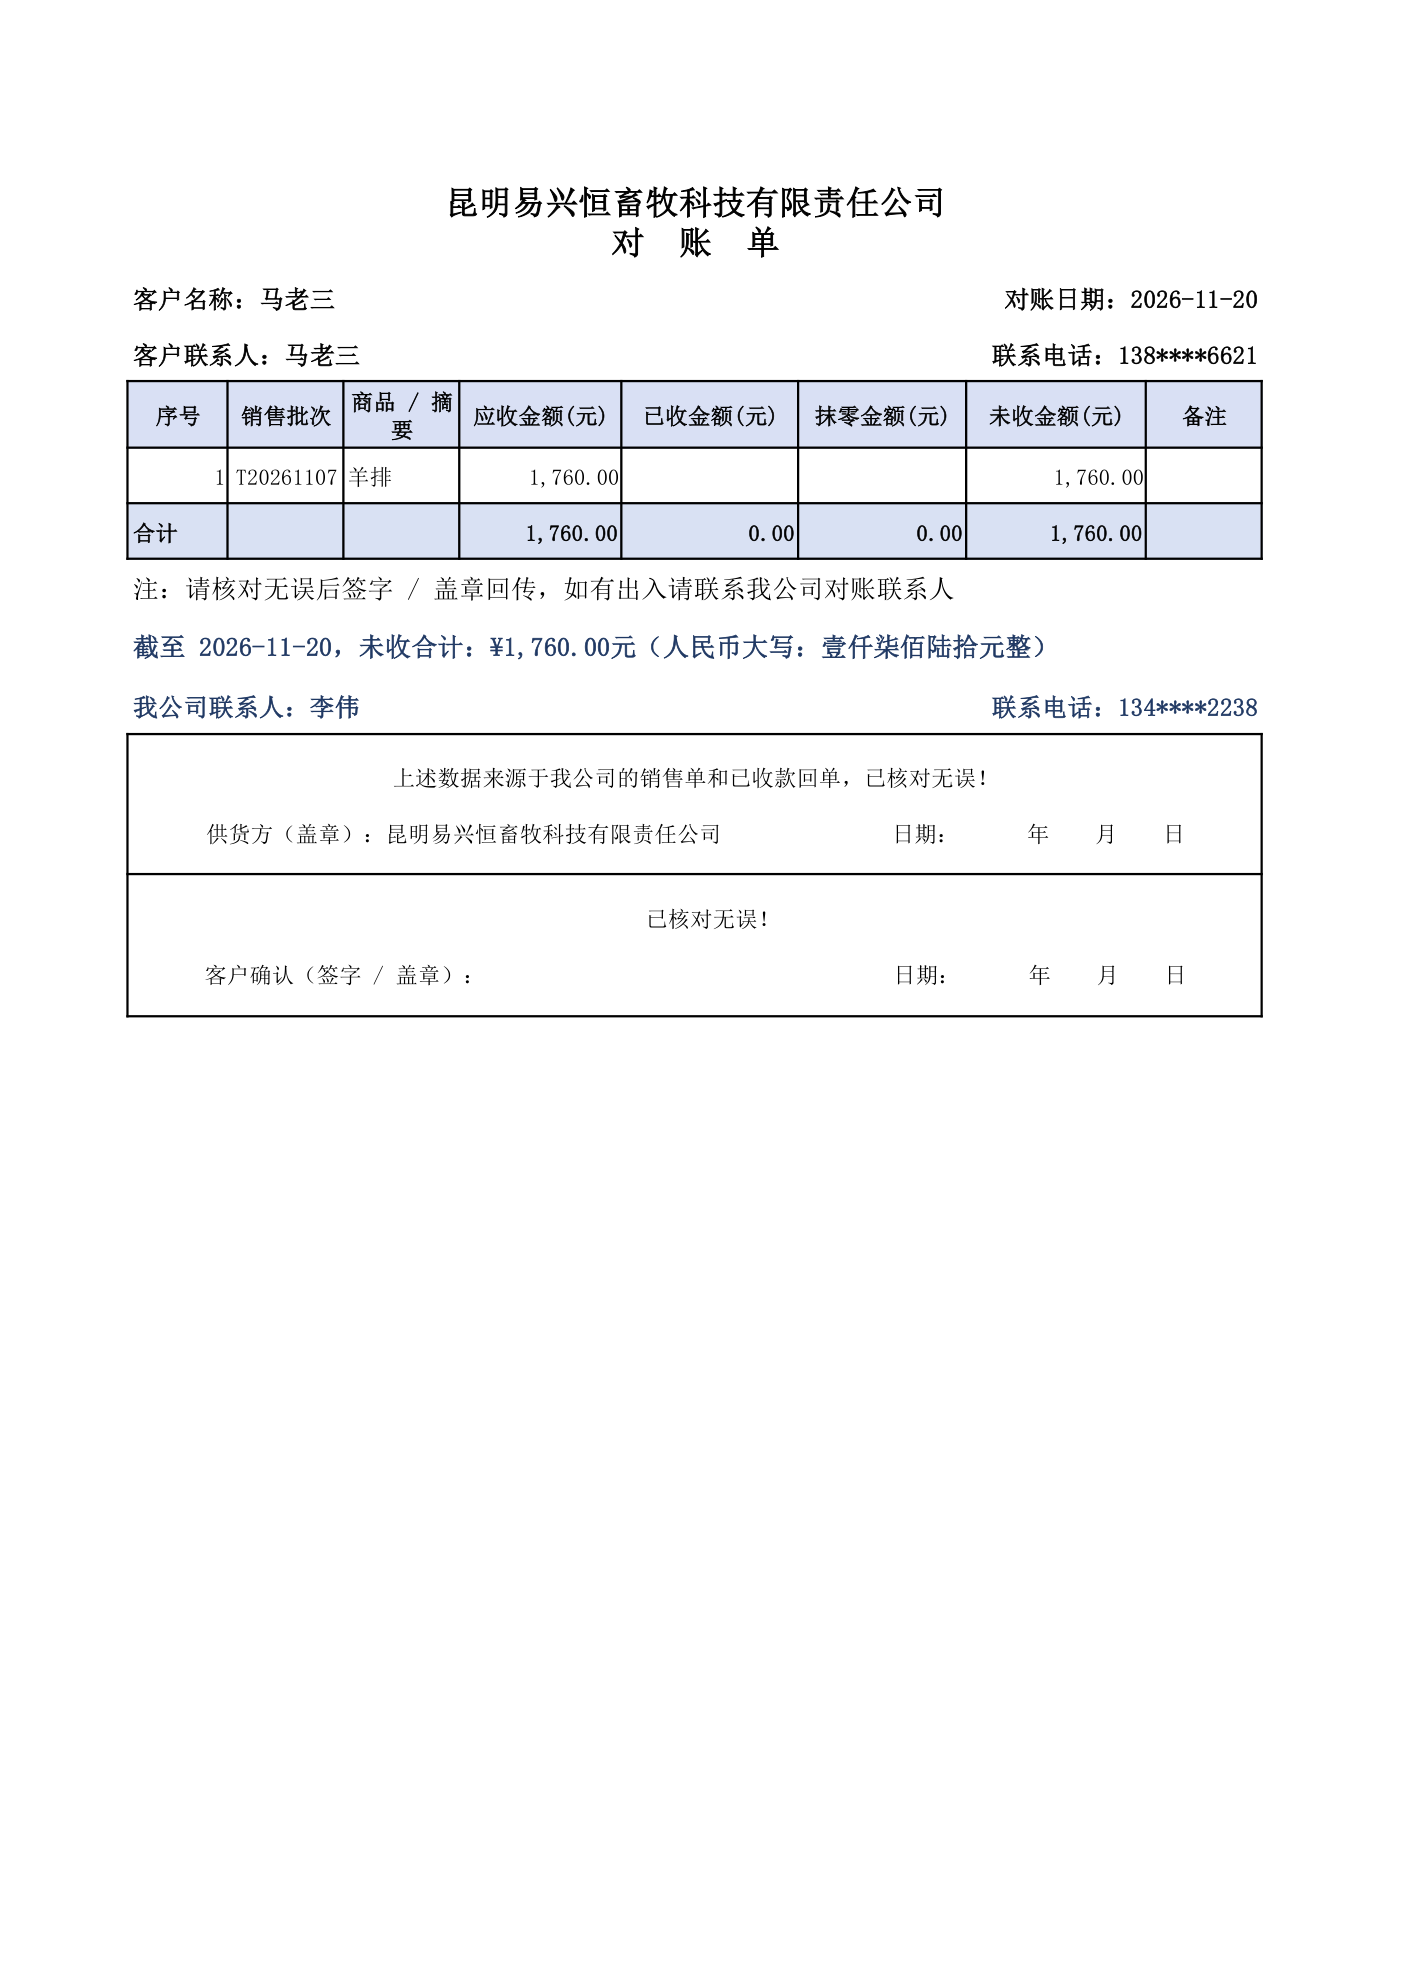 昆明易兴恒畜牧科技有限责任公司
对 账 单
客户名称：马老三 对账日期：2026-11-20
客户联系人：马老三 联系电话：138****6621
序号 销售批次 商品 / 摘要 应收金额(元) 已收金额(元) 抹零金额(元) 未收金额(元) 备注
1 T20261107 羊排 1,760.00 1,760.00
合计 1,760.00 0.00 0.00 1,760.00
注：请核对无误后签字 / 盖章回传，如有出入请联系我公司对账联系人
截至 2026-11-20，未收合计：¥1,760.00元（人民币大写：壹仟柒佰陆拾元整）
我公司联系人：李伟 联系电话：134****2238
上述数据来源于我公司的销售单和已收款回单，已核对无误！
供货方（盖章）：昆明易兴恒畜牧科技有限责任公司 日期： 年 月 日
已核对无误！
客户确认（签字 / 盖章）： 日期： 年 月 日